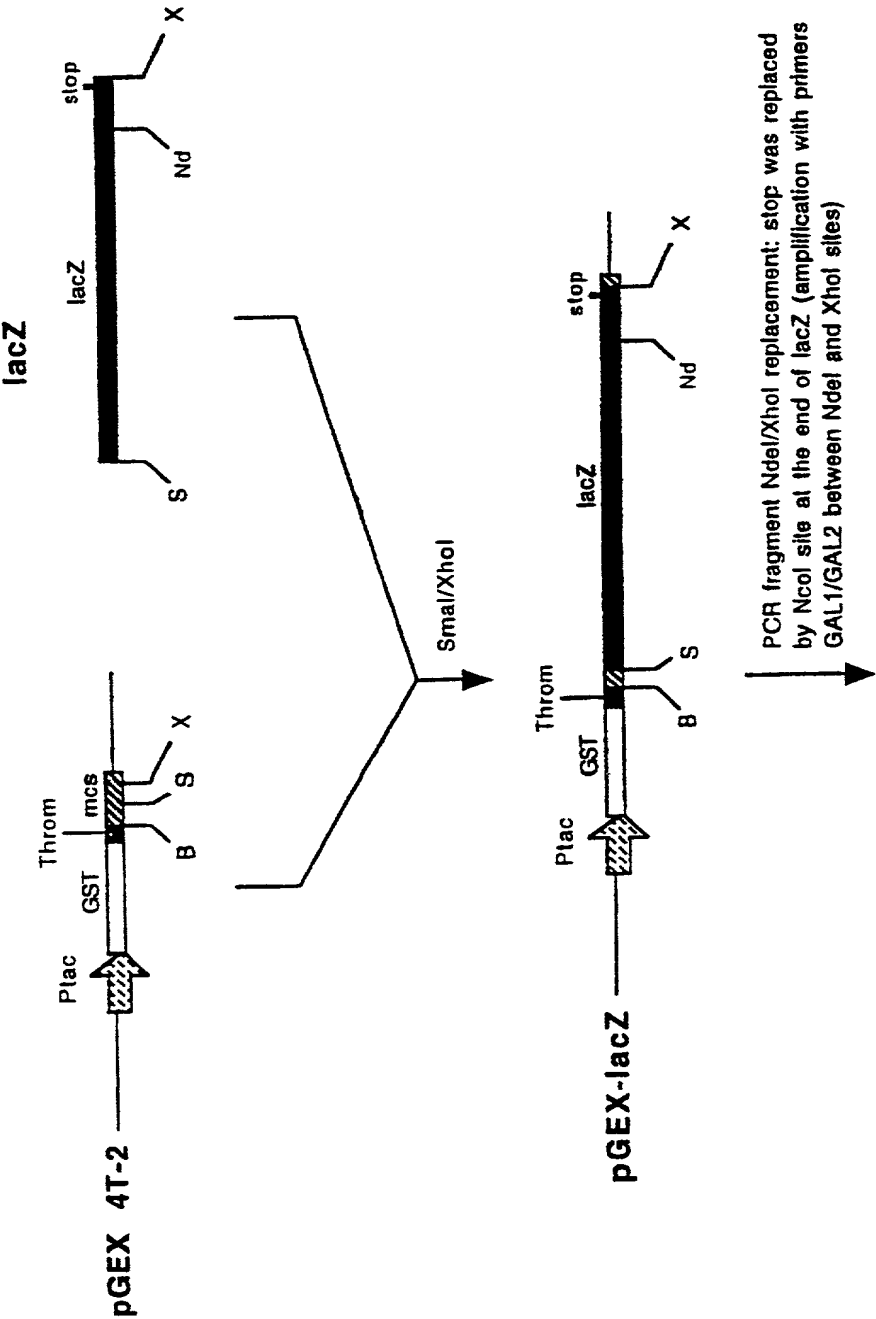 lacZ
pGEX 4T-2
Ptac
GST
Throm
mcs
B
S
X
lacZ
stop
S
Nd
X
SmaI/XhoI
pGEX-lacZ
Ptac
GST
Throm
B
S
lacZ
stop
Nd
X
PCR fragment NdeI/XhoI replacement: stop was replaced
by NcoI site at the end of lacZ (amplification with primers
GAL1/GAL2 between NdeI and XhoI sites)